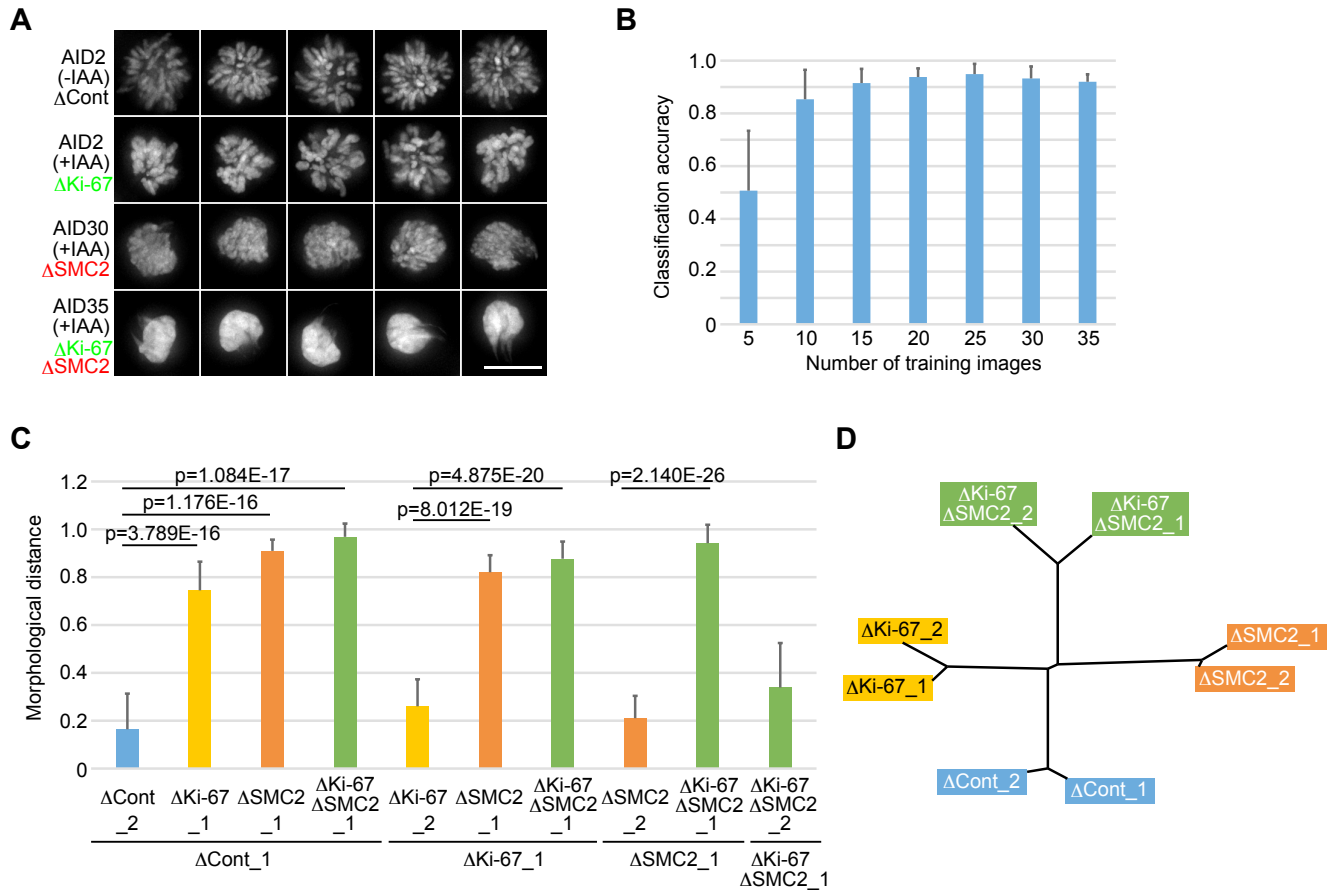 A
AID2
(-IAA)
ΔCont
AID2
(+IAA)
ΔKi-67
AID30
(+IAA)
ΔSMC2
AID35
(+IAA)
ΔKi-67
ΔSMC2
B
Classification accuracy
1.0
0.8
0.6
0.4
0.2
0
5 10 15 20 25 30 35
Number of training images
C
Morphological distance
1.2
1.0
0.8
0.6
0.4
0.2
0
p=1.084E-17
p=1.176E-16
p=3.789E-16
p=4.875E-20
p=8.012E-19
p=2.140E-26
ΔCont ΔKi-67 ΔSMC2 ΔKi-67 ΔKi-67 ΔSMC2 ΔKi-67 ΔSMC2 ΔKi-67 ΔKi-67
ΔSMC2 ΔSMC2 ΔSMC2 ΔSMC2
_2 _1 _1 _1 _2 _1 _1 _2 _1 _2
ΔCont_1 ΔKi-67_1 ΔSMC2_1 ΔKi-67
ΔSMC2_1
D
ΔKi-67
ΔSMC2_2
ΔKi-67
ΔSMC2_1
ΔKi-67_2
ΔKi-67_1
ΔSMC2_1
ΔSMC2_2
ΔCont_2
ΔCont_1